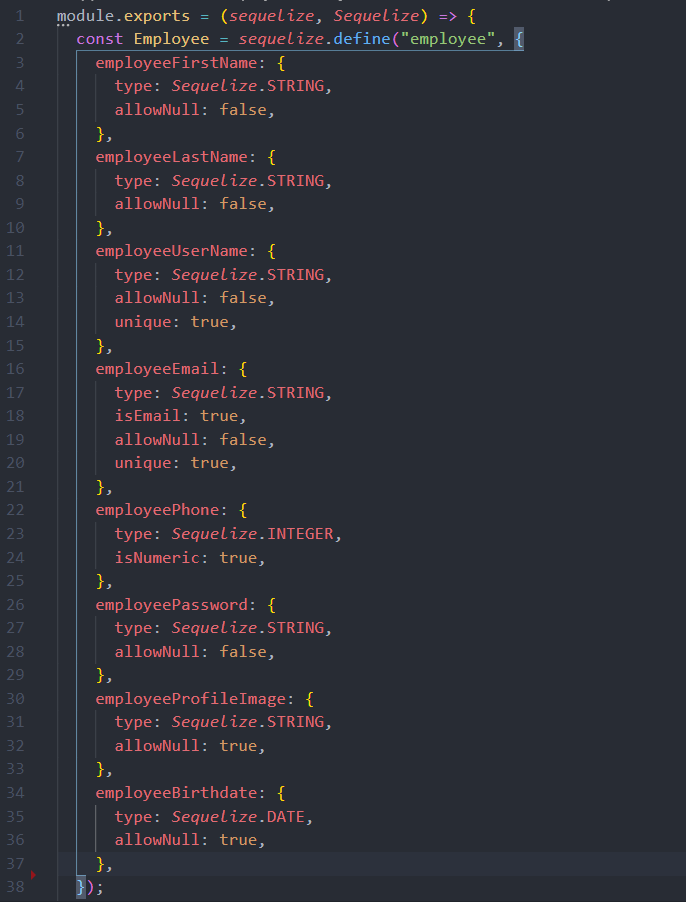 1 module.exports = (sequelize, Sequelize) => {
2 const Employee = sequelize.define("employee", {
3 employeeFirstName: {
4 type: Sequelize.STRING,
5 allowNull: false,
6 },
7 employeeLastName: {
8 type: Sequelize.STRING,
9 allowNull: false,
10 },
11 employeeUserName: {
12 type: Sequelize.STRING,
13 allowNull: false,
14 unique: true,
15 },
16 employeeEmail: {
17 type: Sequelize.STRING,
18 isEmail: true,
19 allowNull: false,
20 unique: true,
21 },
22 employeePhone: {
23 type: Sequelize.INTEGER,
24 isNumeric: true,
25 },
26 employeePassword: {
27 type: Sequelize.STRING,
28 allowNull: false,
29 },
30 employeeProfileImage: {
31 type: Sequelize.STRING,
32 allowNull: true,
33 },
34 employeeBirthdate: {
35 type: Sequelize.DATE,
36 allowNull: true,
37 },
38 });